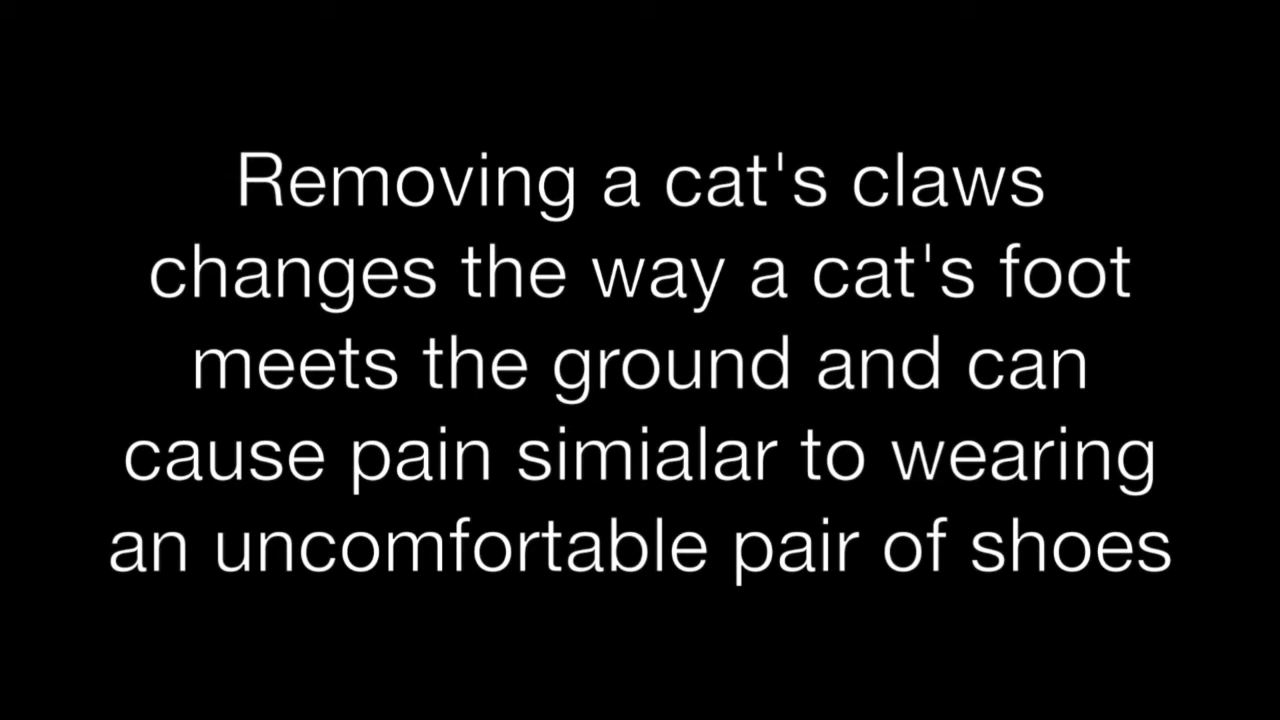 Removing a cat's claws
changes the way a cat's foot
meets the ground and can
cause pain simialar to wearing
an uncomfortable pair of shoes